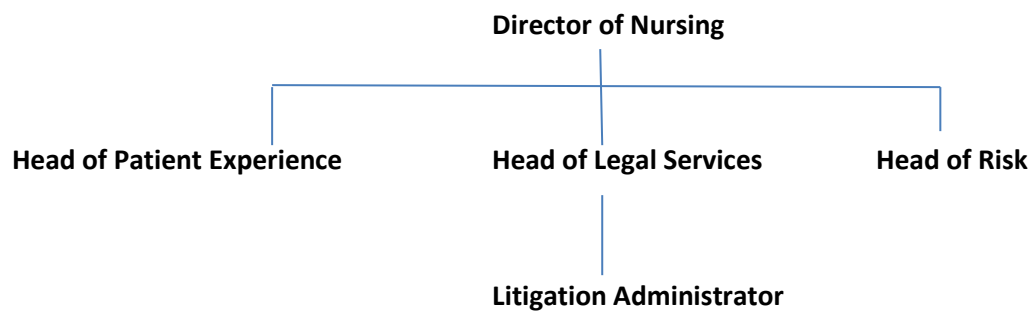 Director of Nursing
Head of Patient Experience
Head of Legal Services
Head of Risk
Litigation Administrator